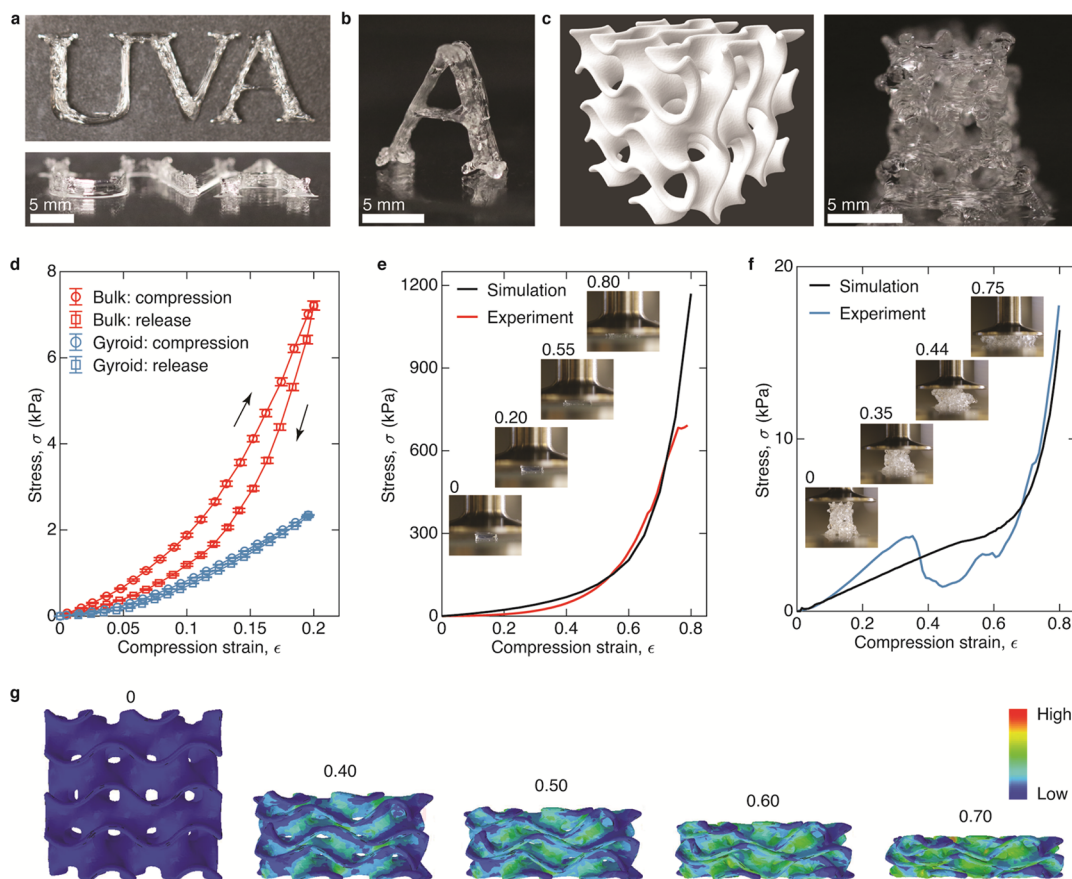 a
UVA
5 mm
b
5 mm
c
5 mm
d
8
6
4
2
0
Stress, σ (kPa)
0
0.05
0.1
0.15
0.2
Compression strain, ϵ
Bulk: compression
Bulk: release
Gyroid: compression
Gyroid: release
e
1200
900
600
300
0
Stress, σ (kPa)
0
0.2
0.4
0.6
0.8
Compression strain, ϵ
Simulation
Experiment
0.80
0.55
0.20
0
f
20
10
0
Stress, σ (kPa)
0
0.2
0.4
0.6
0.8
Compression strain, ϵ
Simulation
Experiment
0.75
0.44
0.35
0
g
0
0.40
0.50
0.60
0.70
High
Low